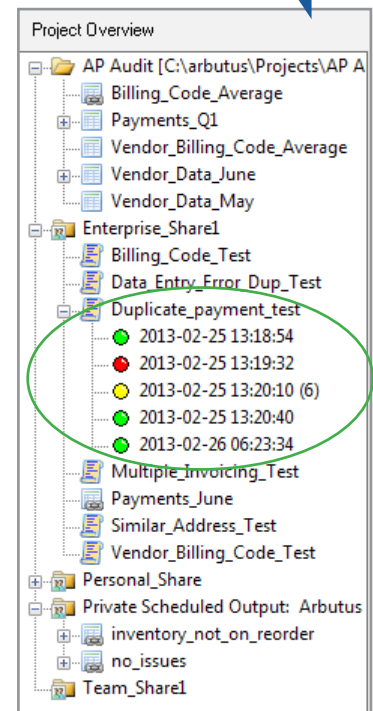 Project Overview
AP Audit [C:\arbutus\Projects\AP A
Billing_Code_Average
Payments_Q1
Vendor_Billing_Code_Average
Vendor_Data_June
Vendor_Data_May
Enterprise_Share1
Billing_Code_Test
Data_Entry_Error_Dup_Test
Duplicate_payment_test
2013-02-25 13:18:54
2013-02-25 13:19:32
2013-02-25 13:20:10 (6)
2013-02-25 13:20:40
2013-02-26 06:23:34
Multiple_Invoicing_Test
Payments_June
Similar_Address_Test
Vendor_Billing_Code_Test
Personal_Share
Private Scheduled Output: Arbutus
inventory_not_on_reorder
no_issues
Team_Share1